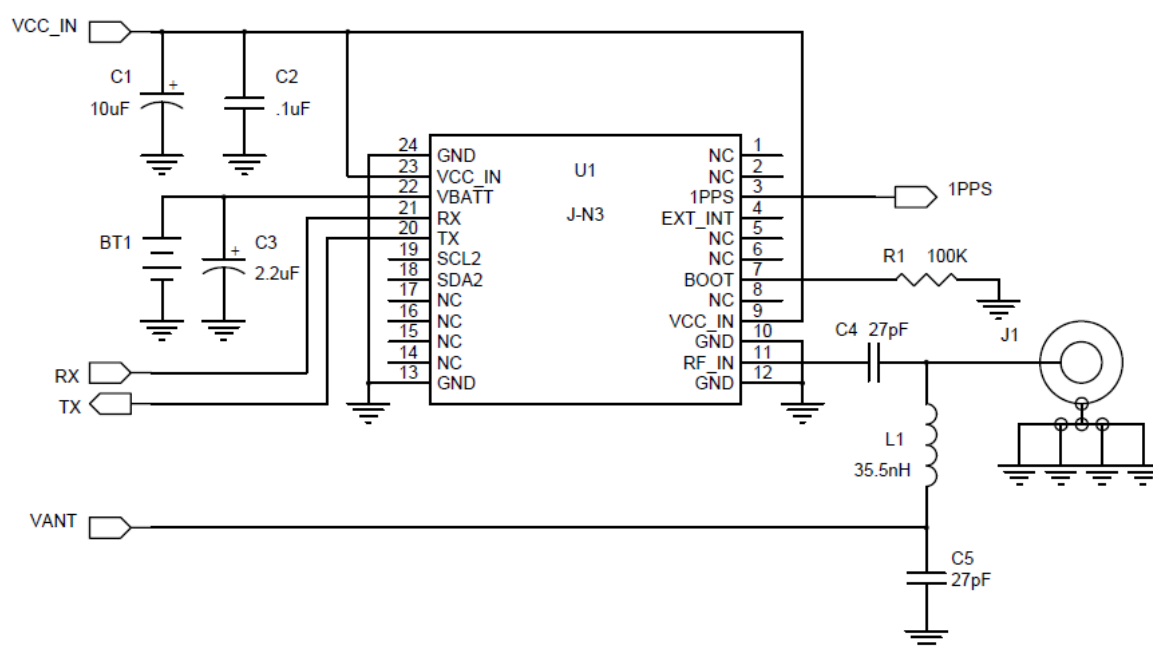 VCC_IN
C1
+
10uF
C2
.1uF
24
GND
23
VCC_IN
22
VBATT
21
RX
20
TX
19
SCL2
18
SDA2
17
NC
16
NC
15
NC
14
NC
13
GND
U1
J-N3
1
NC
2
NC
3
1PPS
4
EXT_INT
5
NC
6
NC
7
BOOT
8
NC
9
VCC_IN
10
GND
11
RF_IN
12
GND
1PPS
BT1
+
C3
2.2uF
R1 100K
C4 27pF
J1
RX
TX
L1
35.5nH
VANT
C5
27pF